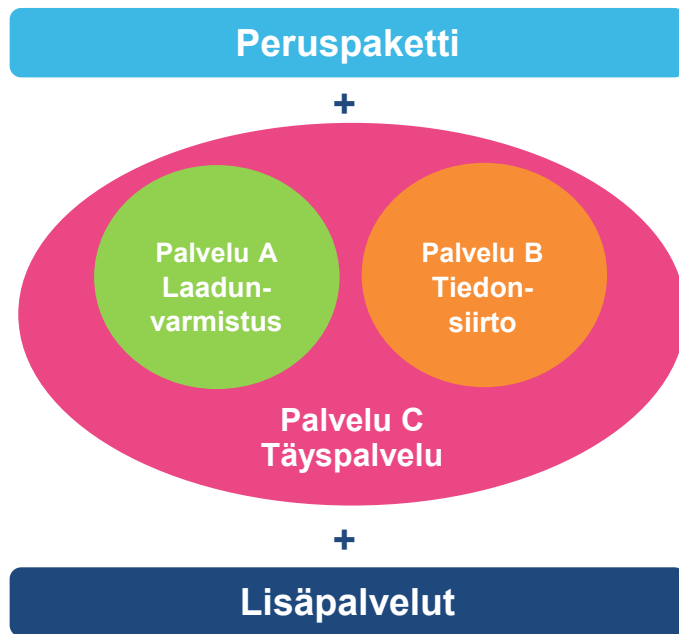 Peruspaketti
+
Palvelu A
Laadun-
varmistus
Palvelu B
Tiedon-
siirto
Palvelu C
Täyspalvelu
+
Lisäpalvelut